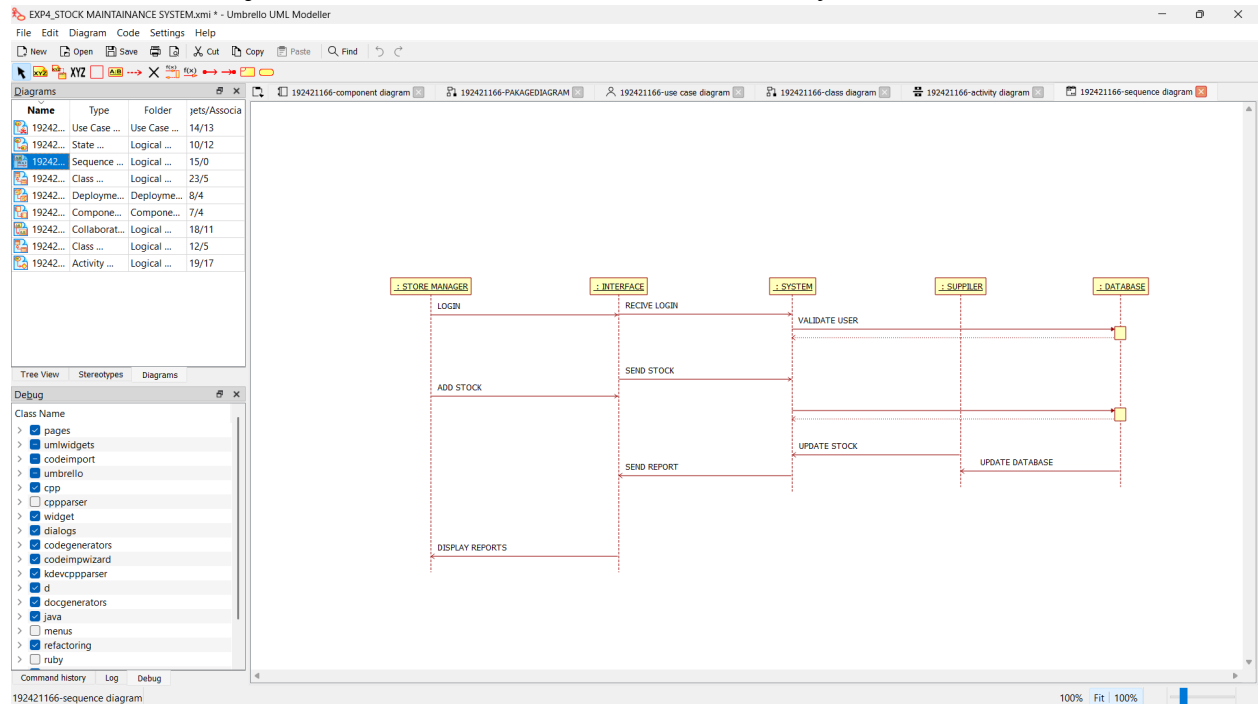 EXP4_STOCK MAINTAINANCE SYSTEM.xmi * - Umbrello UML Modeller
File Edit Diagram Code Settings Help
New Open Save Cut Copy Paste Find
XYZ XYZ A:B f(x) f(x)
Diagrams
192421166-component diagram 192421166-PAKAGEDIAGRAM 192421166-use case diagram 192421166-class diagram 192421166-activity diagram 192421166-sequence diagram
Name Type Folder jets/Associa
19242... Use Case ... Use Case ... 14/13
19242... State ... Logical ... 10/12
19242... Sequence ... Logical ... 15/0
19242... Class ... Logical ... 23/5
19242... Deployme... Deployme... 8/4
19242... Compone... Compone... 7/4
19242... Collaborat... Logical ... 18/11
19242... Class ... Logical ... 12/5
19242... Activity ... Logical ... 19/17
Tree View Stereotypes Diagrams
Debug
Class Name
pages
umlwidgets
codeimport
umbrello
cpp
cppparser
widget
dialogs
codegenerators
codeimpwizard
kdevcppparser
d
docgenerators
java
menus
refactoring
ruby
Command history Log Debug
: STORE MANAGER : INTERFACE : SYSTEM : SUPPILER : DATABASE
LOGIN RECIVE LOGIN
VALIDATE USER
SEND STOCK
ADD STOCK
UPDATE STOCK
UPDATE DATABASE
SEND REPORT
DISPLAY REPORTS
192421166-sequence diagram 100% Fit 100%